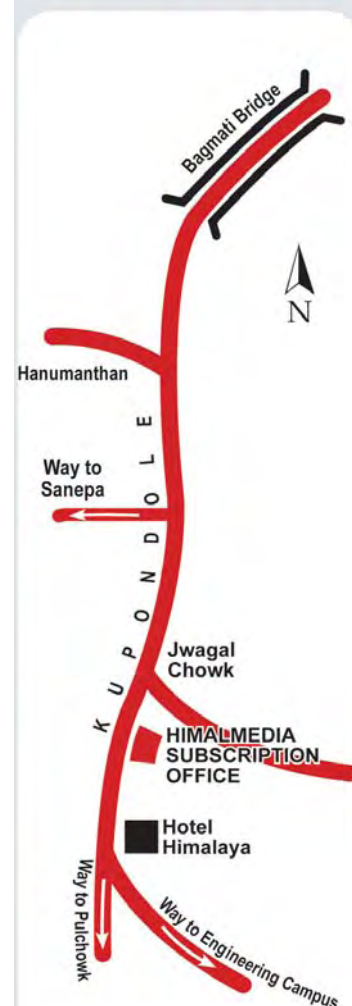 Bagmati Bridge
N
Hanumanthan
Way to
Sanepa
KUPONDOLE
Jwagal
Chowk
HIMALMEDIA
SUBSCRIPTION
OFFICE
Hotel
Himalaya
Way to Pulchowk
Way to Engineering Campus